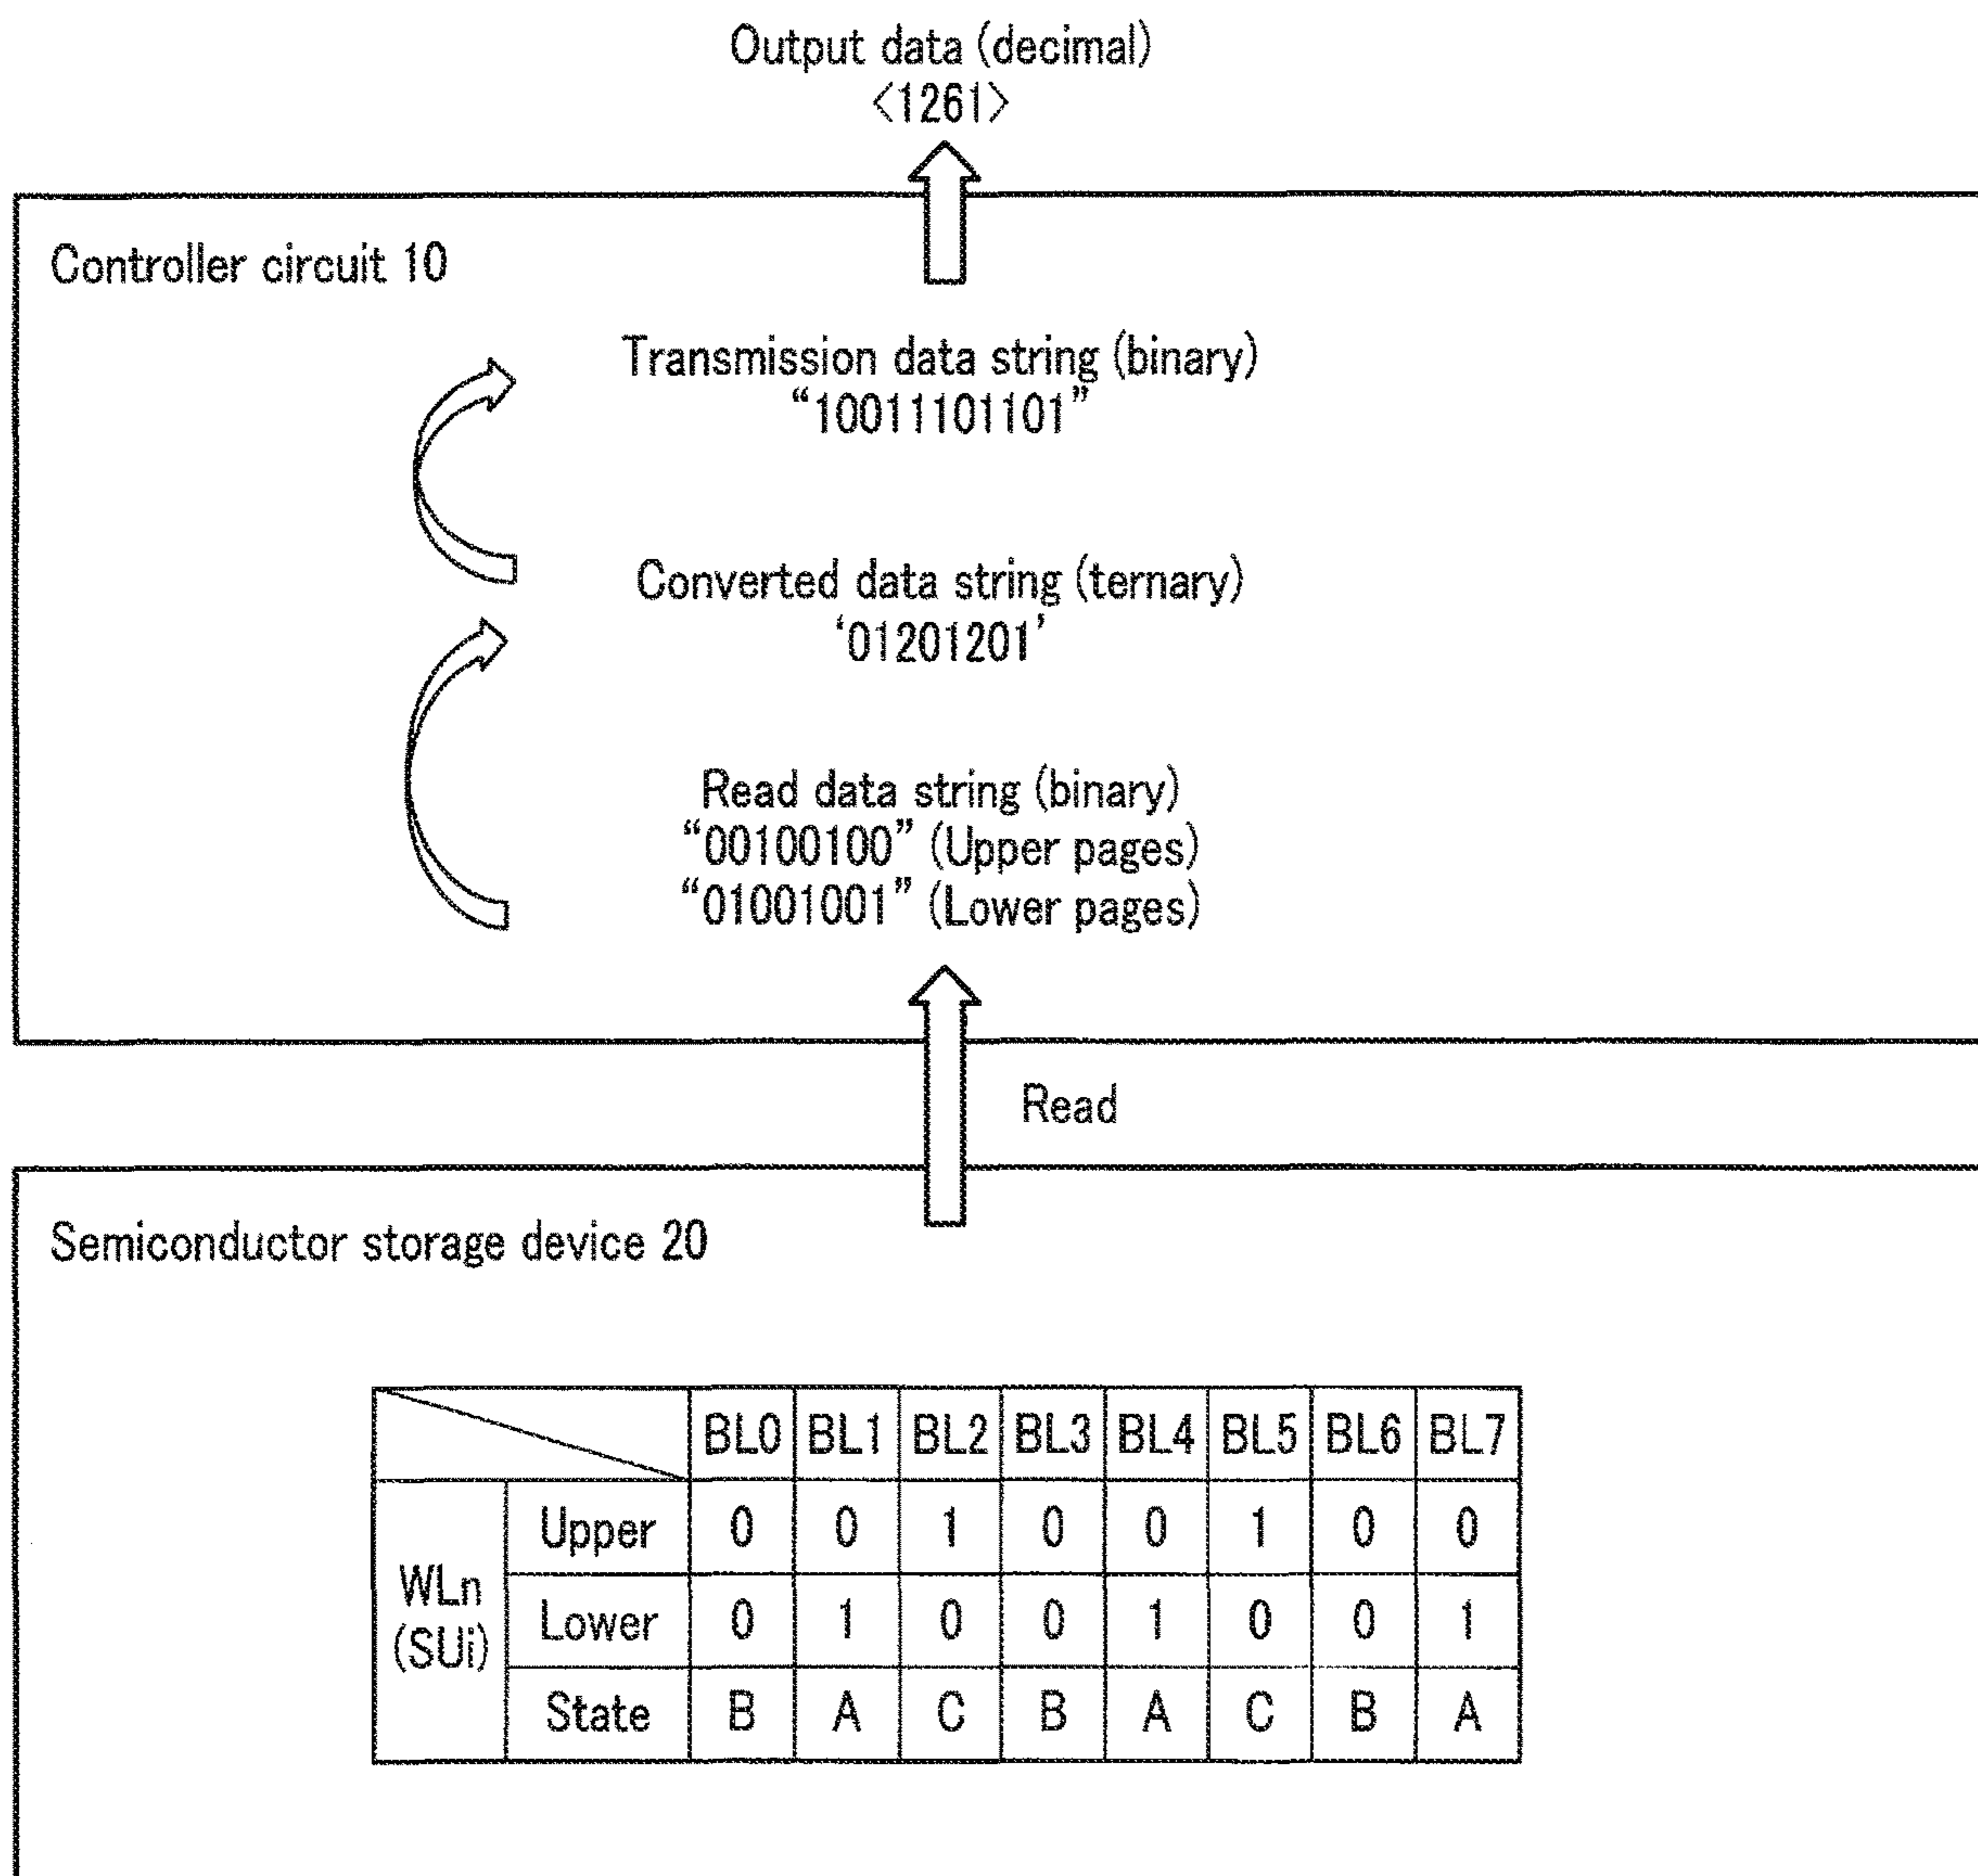 Output data (decimal)
<1261>
Controller circuit 10
Transmission data string (binary)
“10011101101”
Converted data string (ternary)
‘01201201’
Read data string (binary)
“00100100” (Upper pages)
“01001001” (Lower pages)
Read
Semiconductor storage device 20
BL0 BL1 BL2 BL3 BL4 BL5 BL6 BL7
WLn (SUi)
Upper 0 0 1 0 0 1 0 0
Lower 0 1 0 0 1 0 0 1
State B A C B A C B A